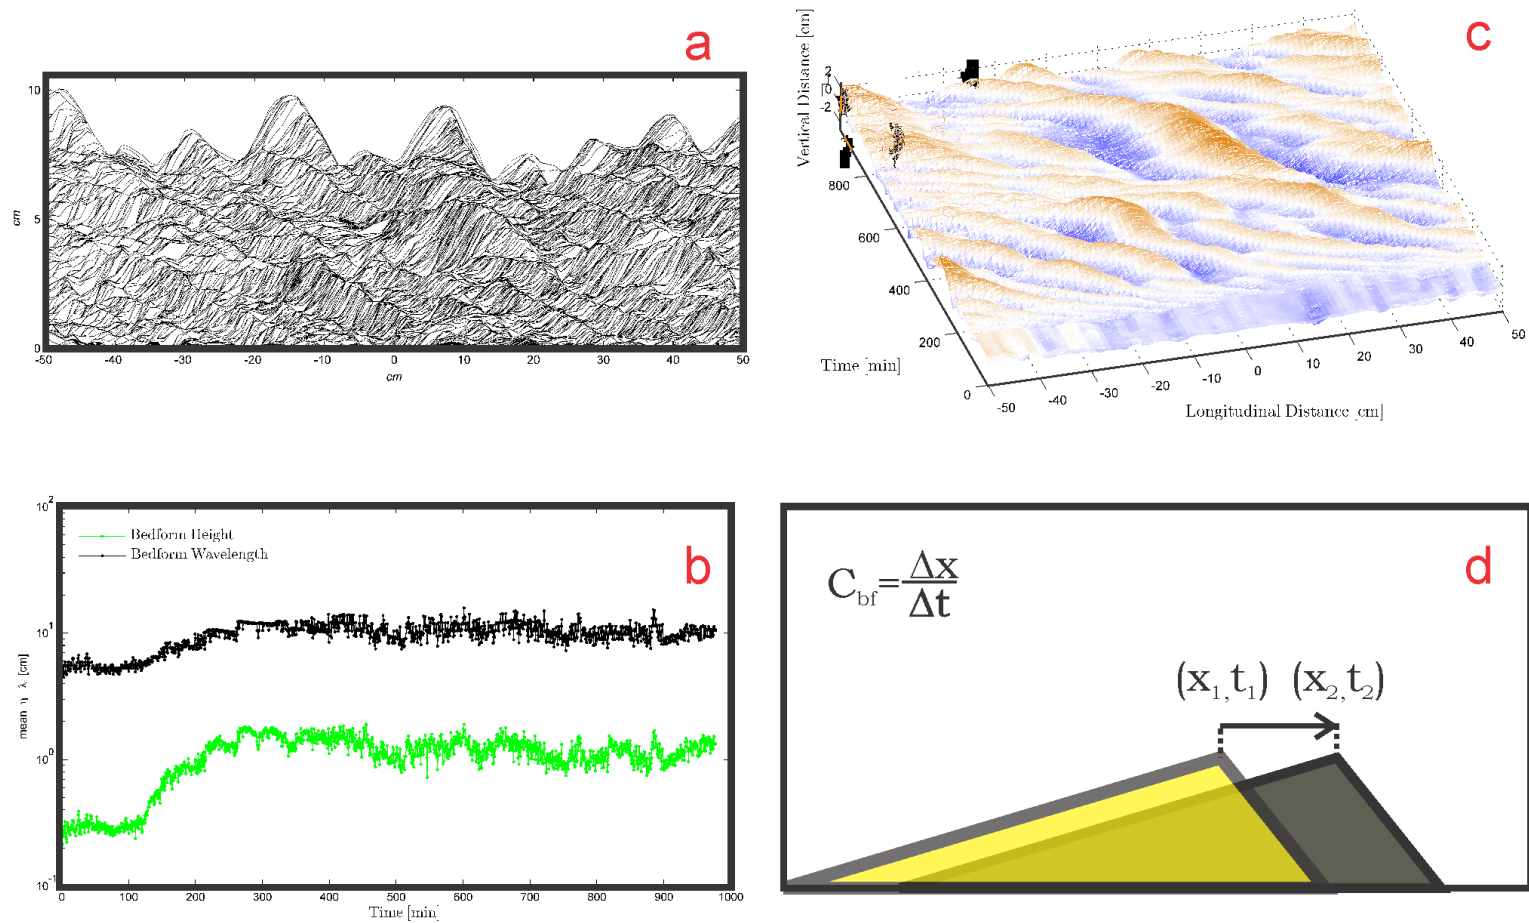 a
10
5
0
cm
-50 -40 -30 -20 -10 0 10 20 30 40 50
cm
c
Vertical Distance [cm]
2
0
-2
800
600
400
200
0
Time [min]
-50 -40 -30 -20 -10 0 10 20 30 40 50
Longitudinal Distance [cm]
b
10²
10¹
10⁰
10⁻¹
mean η λ [cm]
Bedform Height
Bedform Wavelength
0 100 200 300 400 500 600 700 800 900 1000
Time [min]
d
C_bf = Δx/Δt
(x₁,t₁) (x₂,t₂)